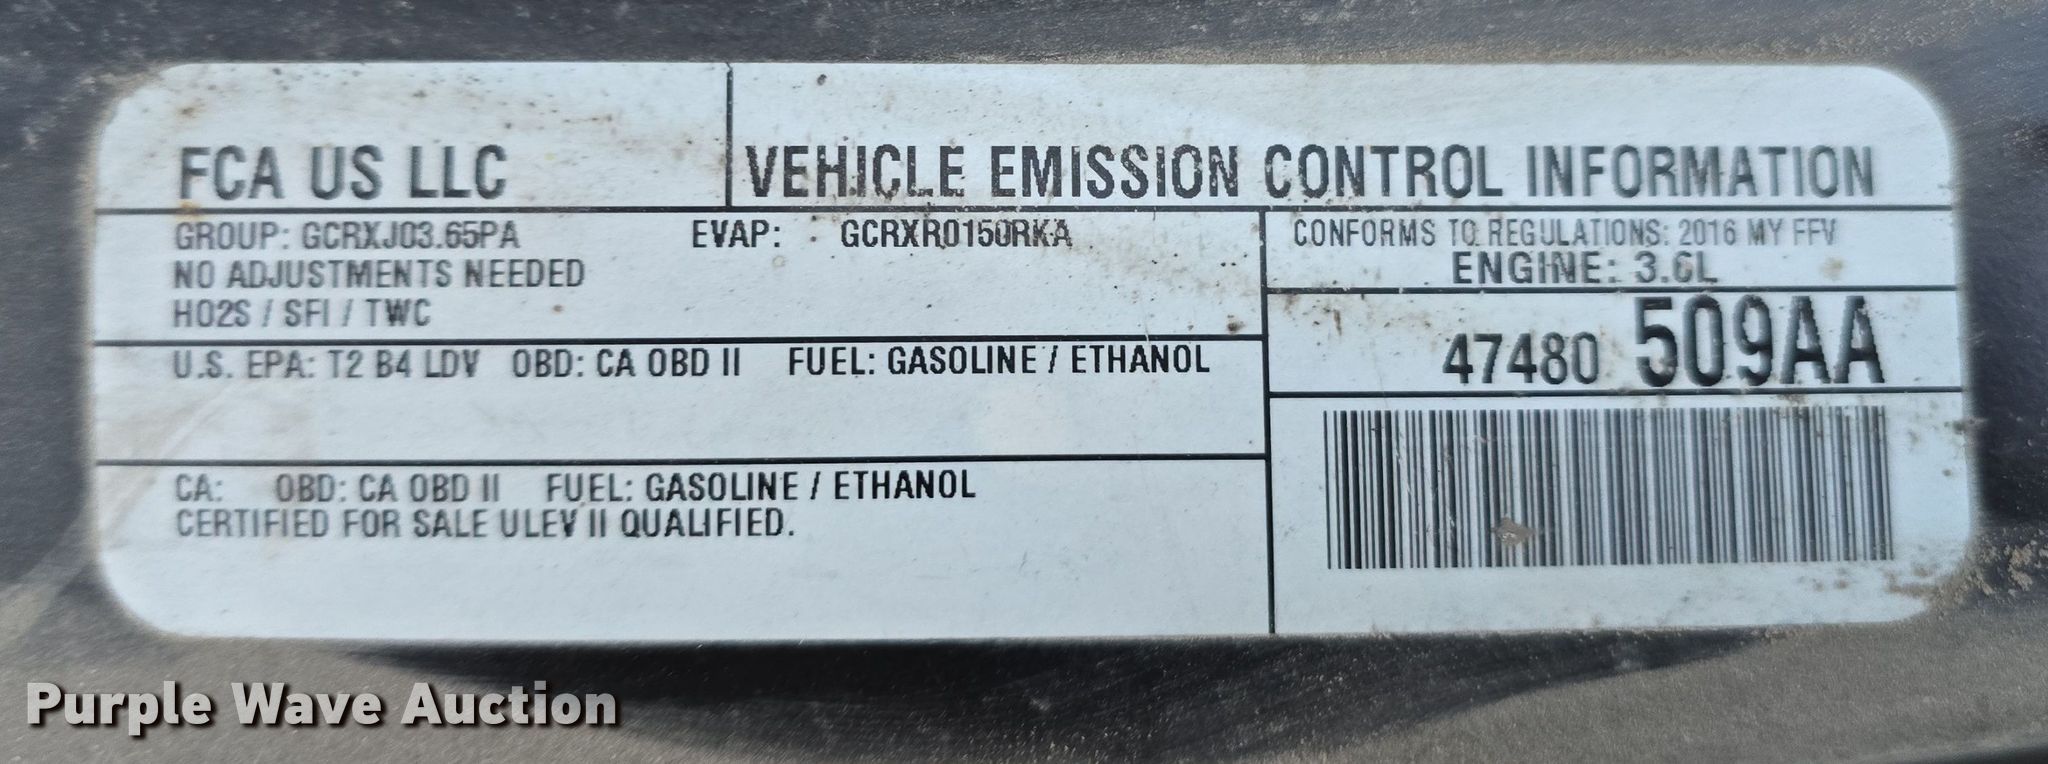 FCA US LLC
VEHICLE EMISSION CONTROL INFORMATION
GROUP: GCRXJ03.65PA EVAP: GCRXR0150RKA
NO ADJUSTMENTS NEEDED
HO2S / SFI / TWC
CONFORMS TO REGULATIONS: 2016 MY FFV
ENGINE: 3.6L
47480 509AA
U.S. EPA: T2 B4 LDV OBD: CA OBD II FUEL: GASOLINE / ETHANOL
CA: OBD: CA OBD II FUEL: GASOLINE / ETHANOL
CERTIFIED FOR SALE ULEV II QUALIFIED.
Purple Wave Auction